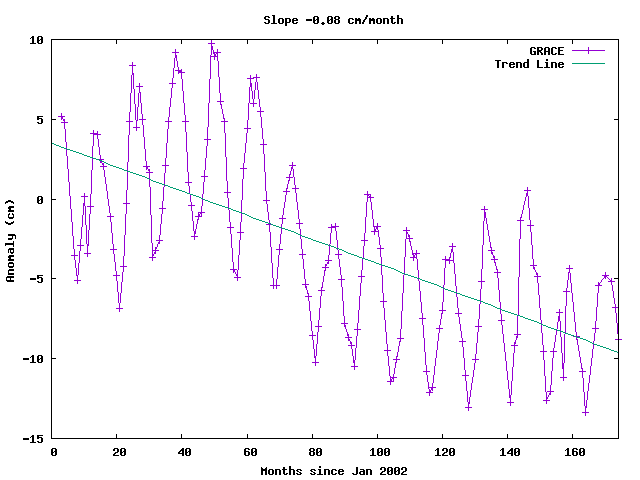 Slope -0.08 cm/month
GRACE
Trend Line
10
5
0
-5
-10
-15
Anomaly (cm)
0 20 40 60 80 100 120 140 160
Months since Jan 2002